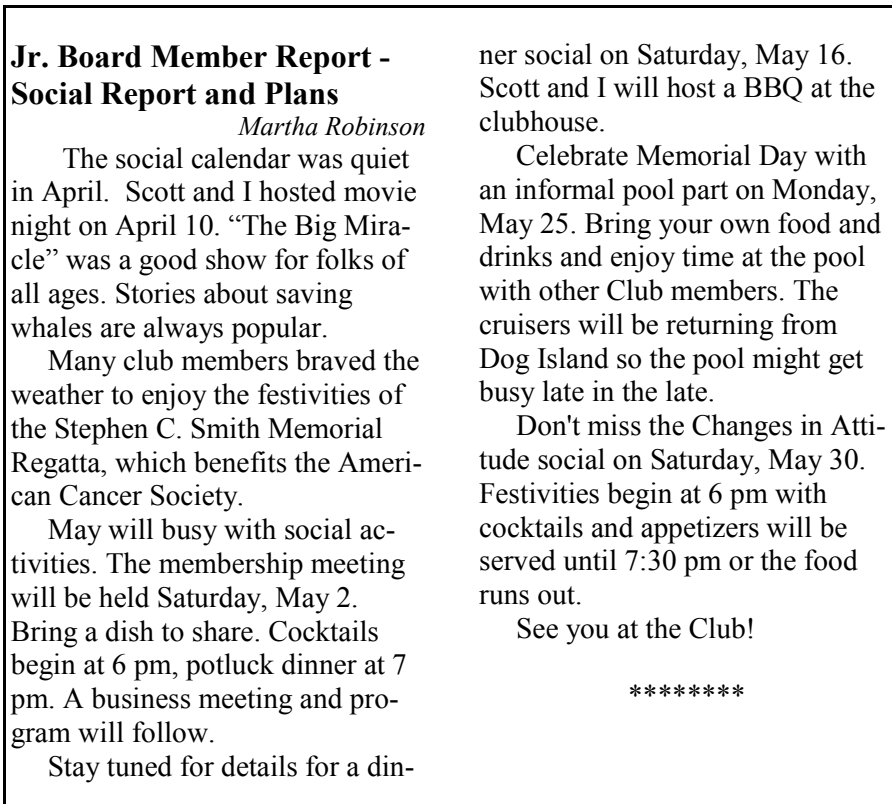 Jr. Board Member Report -
Social Report and Plans
Martha Robinson
The social calendar was quiet
in April.  Scott and I hosted movie
night on April 10. “The Big Mira-
cle” was a good show for folks of
all ages. Stories about saving
whales are always popular.
Many club members braved the
weather to enjoy the festivities of
the Stephen C. Smith Memorial
Regatta, which benefits the Ameri-
can Cancer Society.
May will busy with social ac-
tivities. The membership meeting
will be held Saturday, May 2.
Bring a dish to share. Cocktails
begin at 6 pm, potluck dinner at 7
pm. A business meeting and pro-
gram will follow.
Stay tuned for details for a din-
ner social on Saturday, May 16.
Scott and I will host a BBQ at the
clubhouse.
Celebrate Memorial Day with
an informal pool part on Monday,
May 25. Bring your own food and
drinks and enjoy time at the pool
with other Club members. The
cruisers will be returning from
Dog Island so the pool might get
busy late in the late.
Don't miss the Changes in Atti-
tude social on Saturday, May 30.
Festivities begin at 6 pm with
cocktails and appetizers will be
served until 7:30 pm or the food
runs out.
See you at the Club!
********